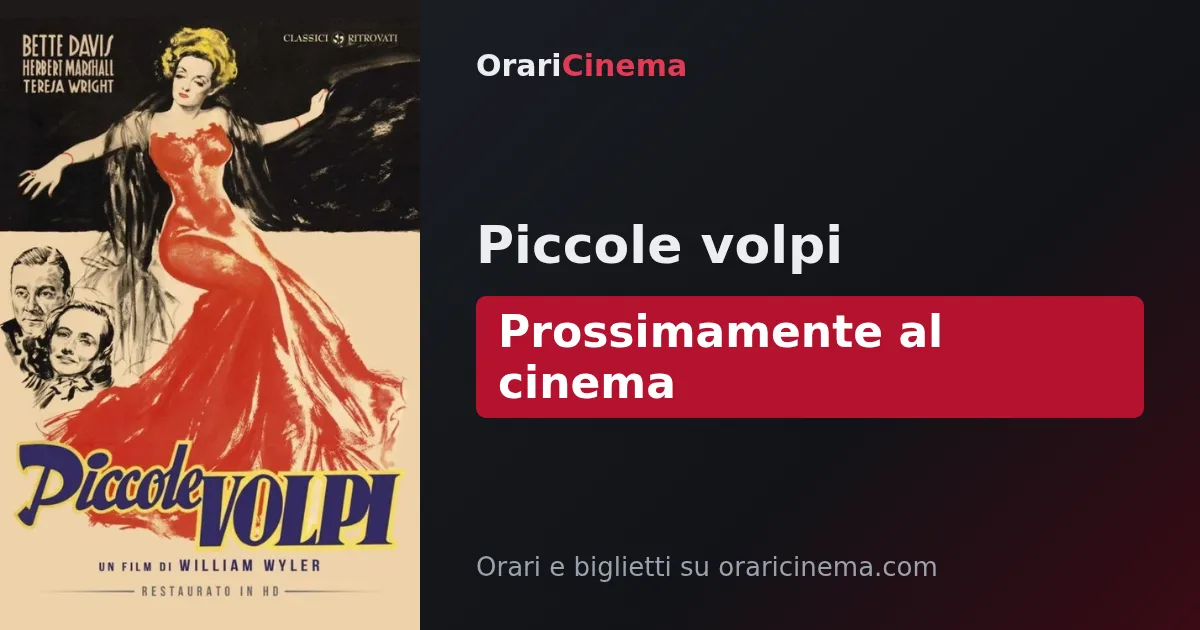 BETTE DAVIS
HERBERT MARSHALL
TERESA WRIGHT
CLASSICI RITROVATI
Piccole VOLPI
UN FILM DI WILLIAM WYLER
RESTAURATO IN HD
OrariCinema
Piccole volpi
Prossimamente al
cinema
Orari e biglietti su oraricinema.com